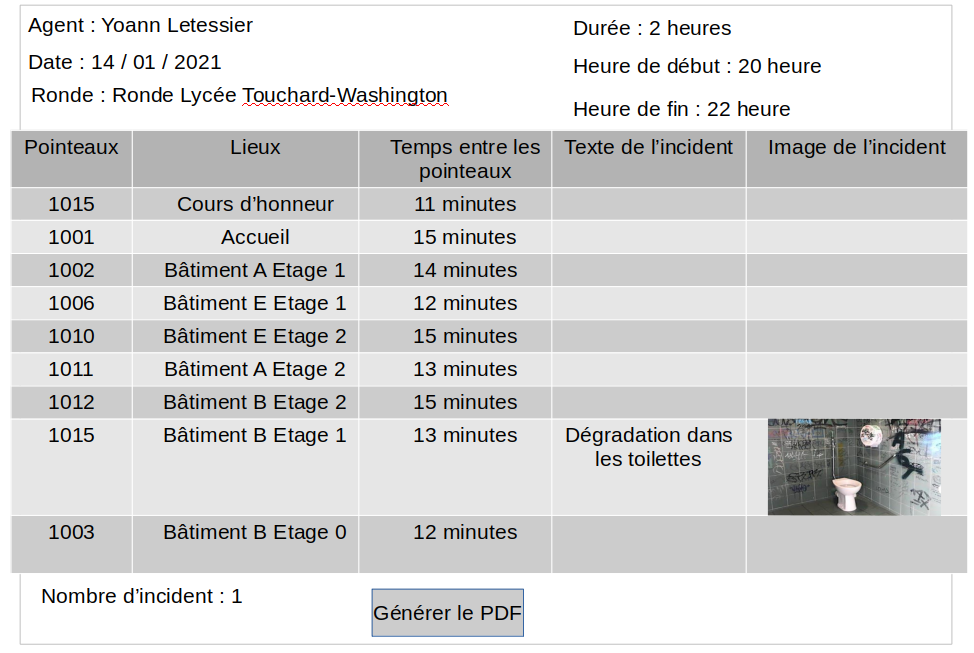 Agent : Yoann Letessier
Durée : 2 heures
Date : 14 / 01 / 2021
Heure de début : 20 heure
Ronde : Ronde Lycée Touchard-Washington
Heure de fin : 22 heure
Pointeaux Lieux Temps entre les pointeaux Texte de l’incident Image de l’incident
1015 Cours d’honneur 11 minutes
1001 Accueil 15 minutes
1002 Bâtiment A Etage 1 14 minutes
1006 Bâtiment E Etage 1 12 minutes
1010 Bâtiment E Etage 2 15 minutes
1011 Bâtiment A Etage 2 13 minutes
1012 Bâtiment B Etage 2 15 minutes
1015 Bâtiment B Etage 1 13 minutes Dégradation dans les toilettes
1003 Bâtiment B Etage 0 12 minutes
Nombre d’incident : 1
Générer le PDF